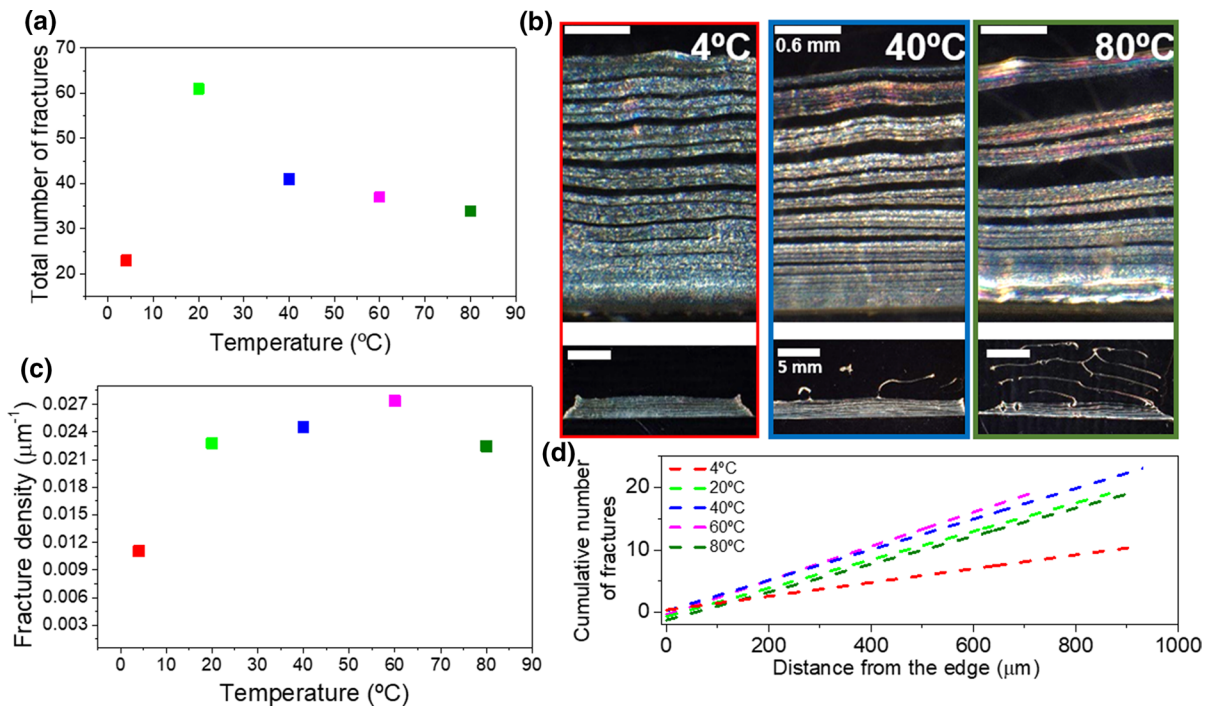 (a)
70
60
50
40
30
20
Total number of fractures
0 10 20 30 40 50 60 70 80 90
Temperature (ºC)
(b)
4ºC
0.6 mm
40ºC
80ºC
5 mm
(c)
0.027
0.024
0.021
0.018
0.015
0.012
0.009
0.006
0.003
Fracture density (μm⁻¹)
0 10 20 30 40 50 60 70 80 90
Temperature (ºC)
(d)
Cumulative number
of fractures
20
10
0
4ºC
20ºC
40ºC
60ºC
80ºC
0 200 400 600 800 1000
Distance from the edge (μm)